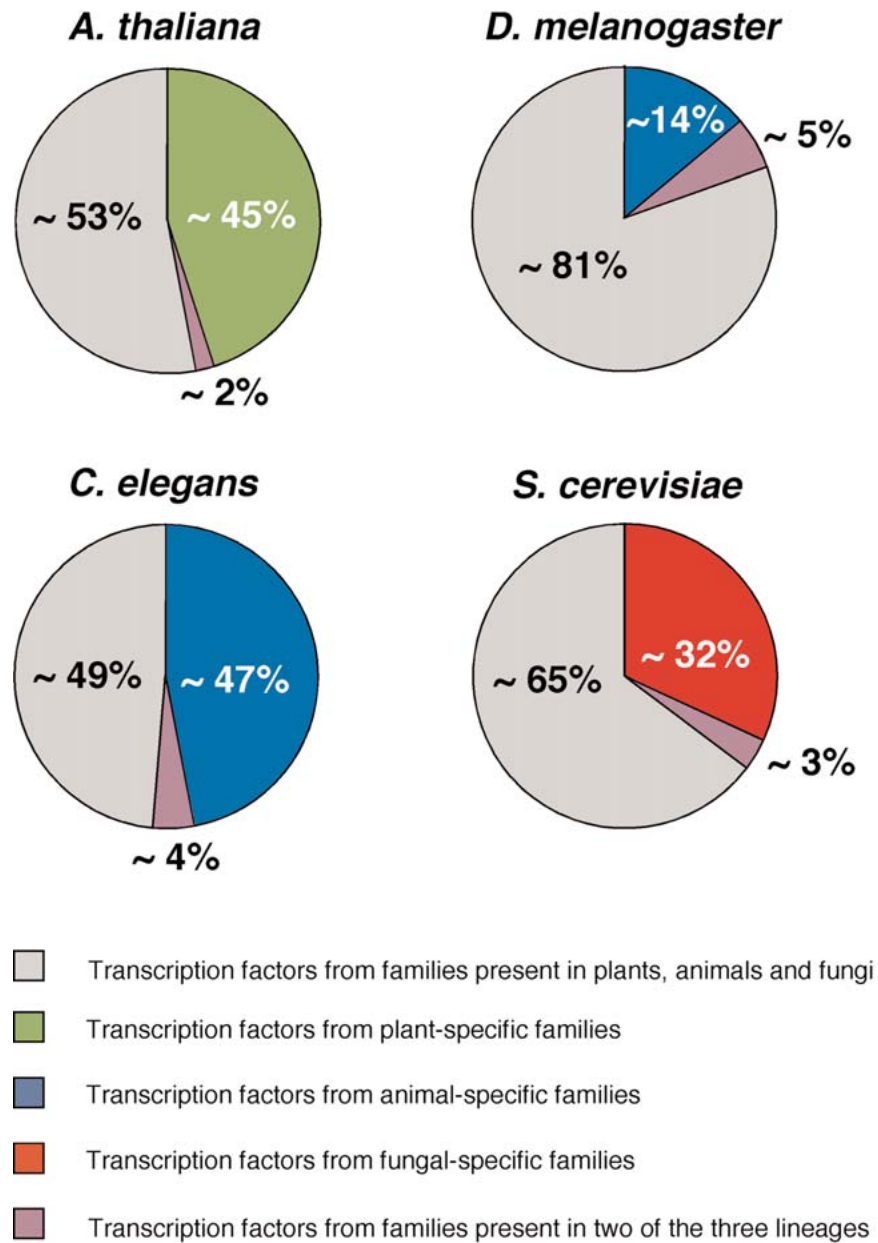 A. thaliana
D. melanogaster
~ 53%
~ 45%
~ 2%
~14%
~ 5%
~ 81%
C. elegans
S. cerevisiae
~ 49%
~ 47%
~ 4%
~ 65%
~ 32%
~ 3%
Transcription factors from families present in plants, animals and fungi
Transcription factors from plant-specific families
Transcription factors from animal-specific families
Transcription factors from fungal-specific families
Transcription factors from families present in two of the three lineages